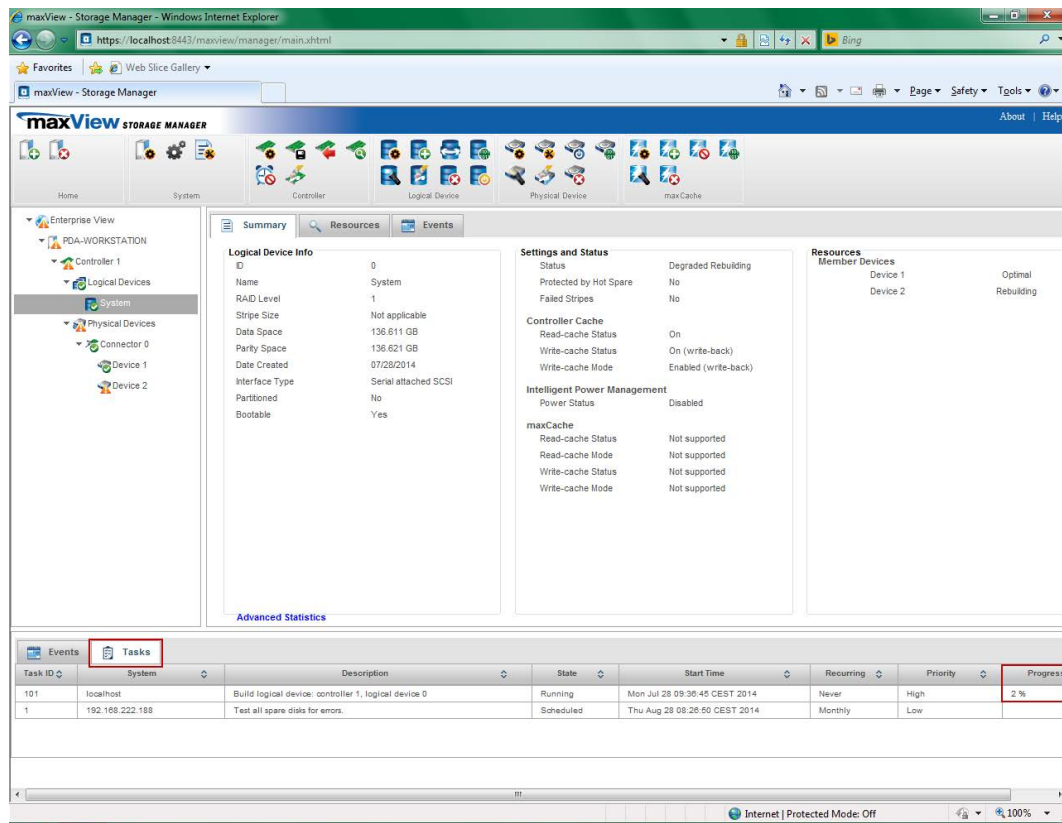 maxView - Storage Manager - Windows Internet Explorer
https://localhost:8443/maxview/manager/main.xhtml
Bing
Favorites
Web Slice Gallery
maxView - Storage Manager
Page
Safety
Tools
maxView STORAGE MANAGER
About | Help
Home
System
Controller
Logical Device
Physical Device
maxCache
Enterprise View
PDA-WORKSTATION
Controller 1
Logical Devices
System
Physical Devices
Connector 0
Device 1
Device 2
Summary
Resources
Events
Logical Device Info
ID 0
Name System
RAID Level 1
Stripe Size Not applicable
Data Space 136.611 GB
Parity Space 136.621 GB
Date Created 07/28/2014
Interface Type Serial attached SCSI
Partitioned No
Bootable Yes
Advanced Statistics
Settings and Status
Status Degraded Rebuilding
Protected by Hot Spare No
Failed Stripes No
Controller Cache
Read-cache Status On
Write-cache Status On (write-back)
Write-cache Mode Enabled (write-back)
Intelligent Power Management
Power Status Disabled
maxCache
Read-cache Status Not supported
Read-cache Mode Not supported
Write-cache Status Not supported
Write-cache Mode Not supported
Resources
Member Devices
Device 1 Optimal
Device 2 Rebuilding
Events
Tasks
Task ID System Description State Start Time Recurring Priority Progress
101 localhost Build logical device: controller 1, logical device 0 Running Mon Jul 28 09:36:45 CEST 2014 Never High 2 %
1 192.168.222.188 Test all spare disks for errors. Scheduled Thu Aug 28 08:26:50 CEST 2014 Monthly Low
Internet | Protected Mode: Off
100%